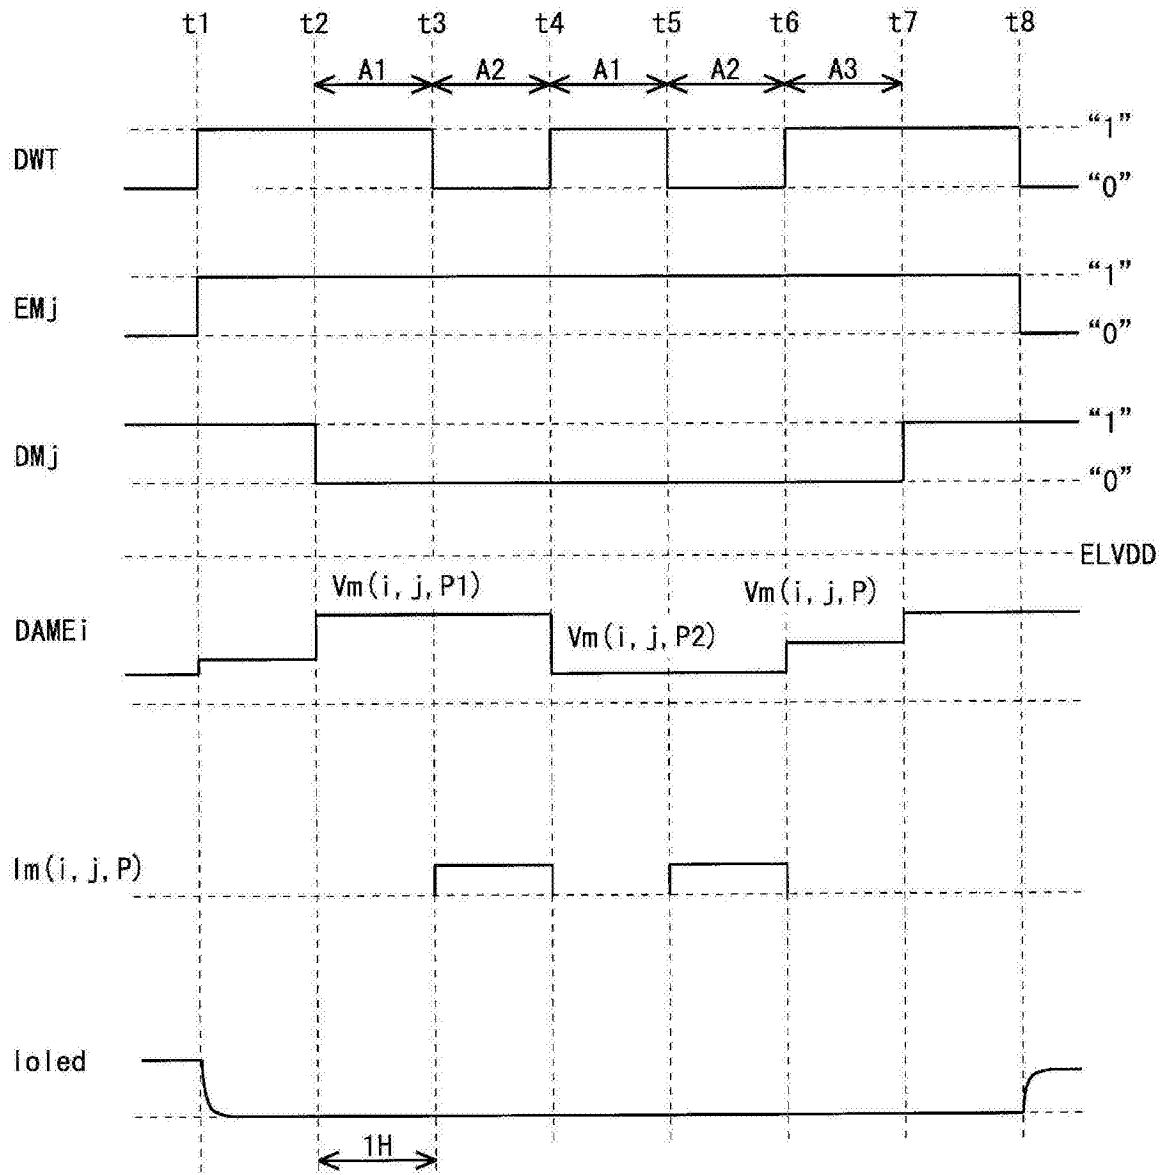 t1 t2 t3 t4 t5 t6 t7 t8
A1 A2 A1 A2 A3
“1”
DWT
“0”
“1”
EMj
“0”
“1”
DMj
“0”
ELVDD
Vm(i, j, P1) Vm(i, j, P)
DAMEi Vm(i, j, P2)
Im(i, j, P)
Ioled
1H